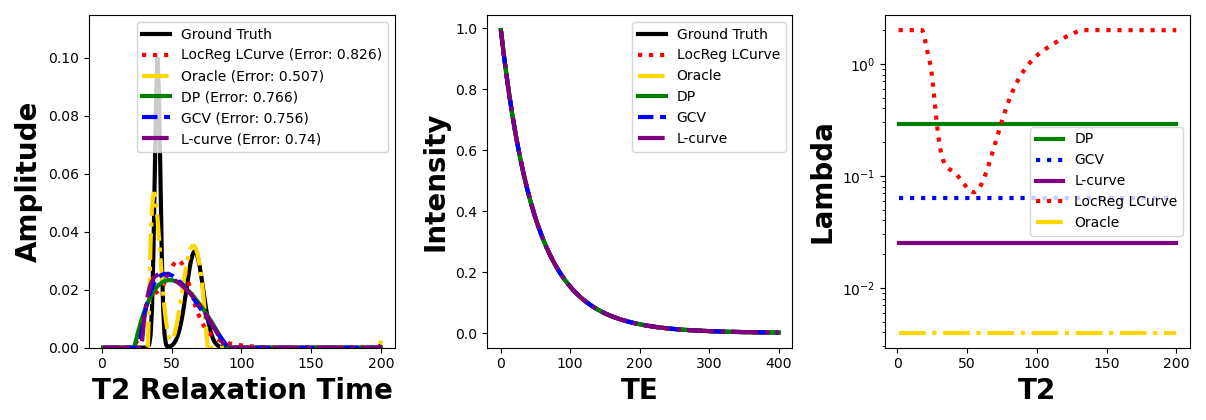 Amplitude
0.10
0.08
0.06
0.04
0.02
0.00
0
50
100
150
200
T2 Relaxation Time
Ground Truth
LocReg LCurve (Error: 0.826)
Oracle (Error: 0.507)
DP (Error: 0.766)
GCV (Error: 0.756)
L-curve (Error: 0.74)
Intensity
1.0
0.8
0.6
0.4
0.2
0.0
0
100
200
300
400
TE
Ground Truth
LocReg LCurve
Oracle
DP
GCV
L-curve
Lambda
10⁰
10⁻¹
10⁻²
0
50
100
150
200
T2
DP
GCV
L-curve
LocReg LCurve
Oracle